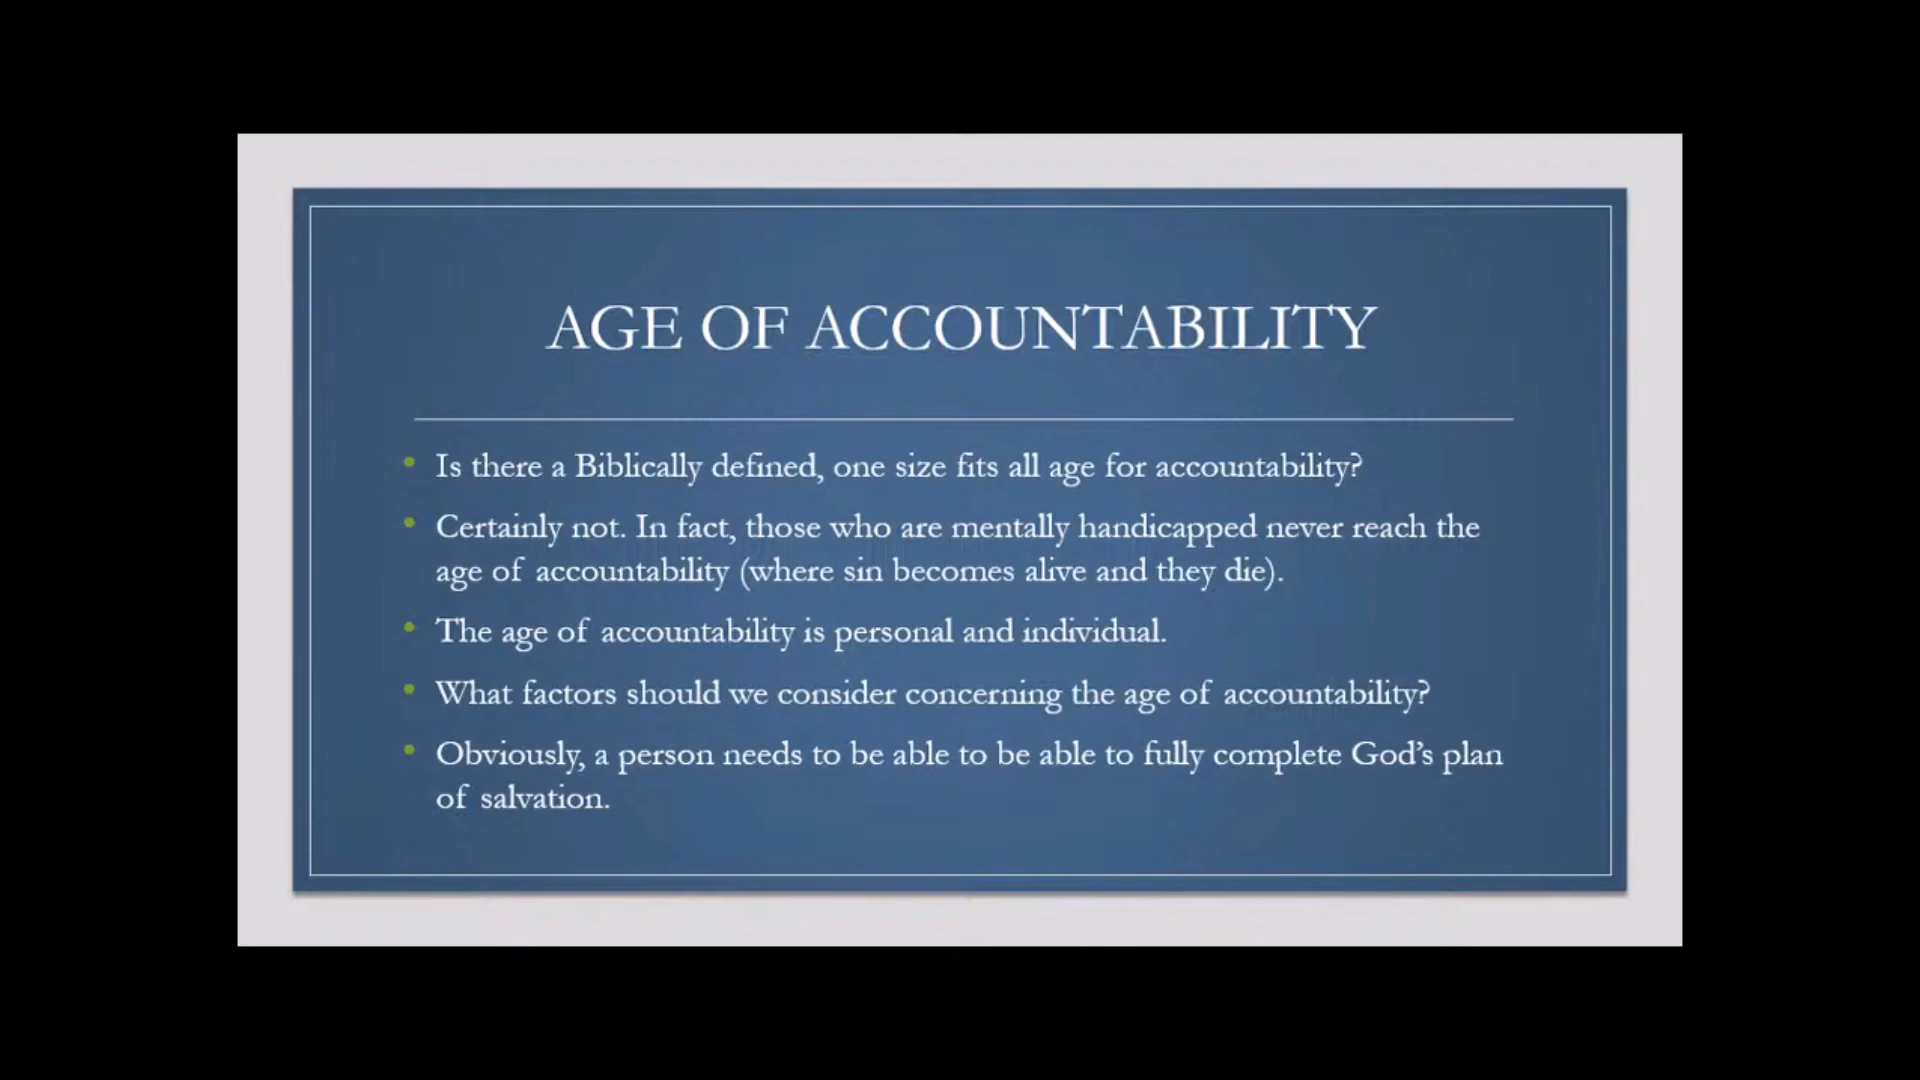 AGE OF ACCOUNTABILITY
• Is there a Biblically defined, one size fits all age for accountability?
• Certainly not. In fact, those who are mentally handicapped never reach the
age of accountability (where sin becomes alive and they die).
• The age of accountability is personal and individual.
• What factors should we consider concerning the age of accountability?
• Obviously, a person needs to be able to be able to fully complete God’s plan
of salvation.